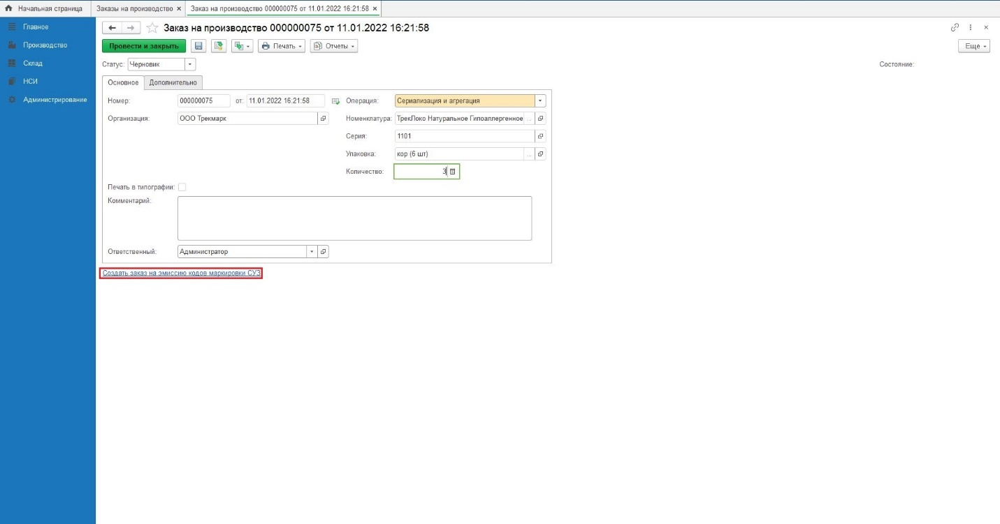 Начальная страница
Заказы на производство ×
Заказ на производство 000000075 от 11.01.2022 16:21:58 ×
Главное
Производство
Склад
НСИ
Администрирование
Заказ на производство 000000075 от 11.01.2022 16:21:58
Провести и закрыть
Печать
Отчеты
Еще
Статус: Черновик
Состояние:
Основное
Дополнительно
Номер: 000000075 от: 11.01.2022 16:21:58
Операция: Сериализация и агрегация
Организация: ООО Трекмарк
Номенклатура: ТрекЛоко Натуральное Гипоаллергенное ...
Серия: 1101
Упаковка: кор (6 шт) ...
Количество: 3
Печать в типографии:
Комментарий:
Ответственный: Администратор
Создать заказ на эмиссию кодов маркировки СУЗ